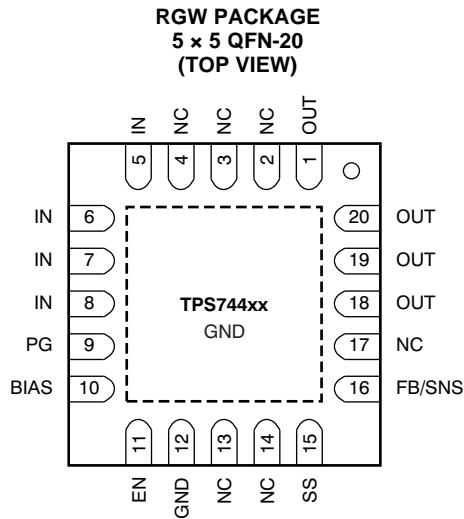 RGW PACKAGE
5 × 5 QFN-20
(TOP VIEW)
IN NC NC NC OUT
5 4 3 2 1
IN 6 20 OUT
IN 7 19 OUT
IN 8 18 OUT
TPS744xx
GND
PG 9 17 NC
BIAS 10 16 FB/SNS
11 12 13 14 15
EN GND NC NC SS